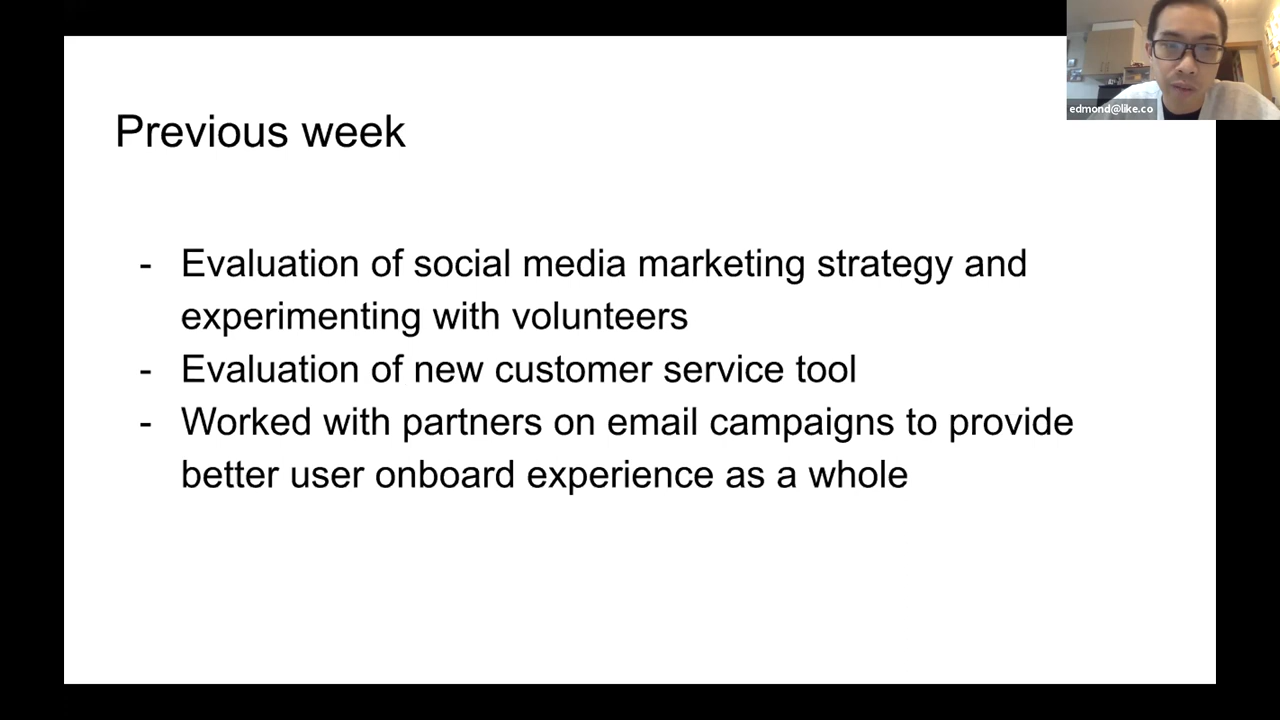 edmond@like.co
Previous week
- Evaluation of social media marketing strategy and
experimenting with volunteers
- Evaluation of new customer service tool
- Worked with partners on email campaigns to provide
better user onboard experience as a whole